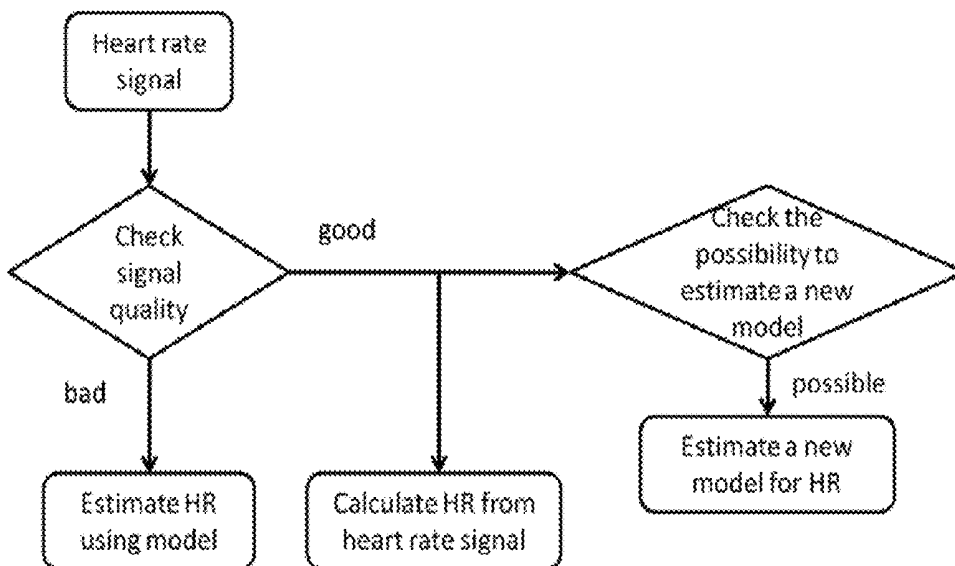 Heart rate
signal
Check
signal
quality
good
Check the
possibility to
estimate a new
model
bad
possible
Estimate HR
using model
Calculate HR from
heart rate signal
Estimate a new
model for HR